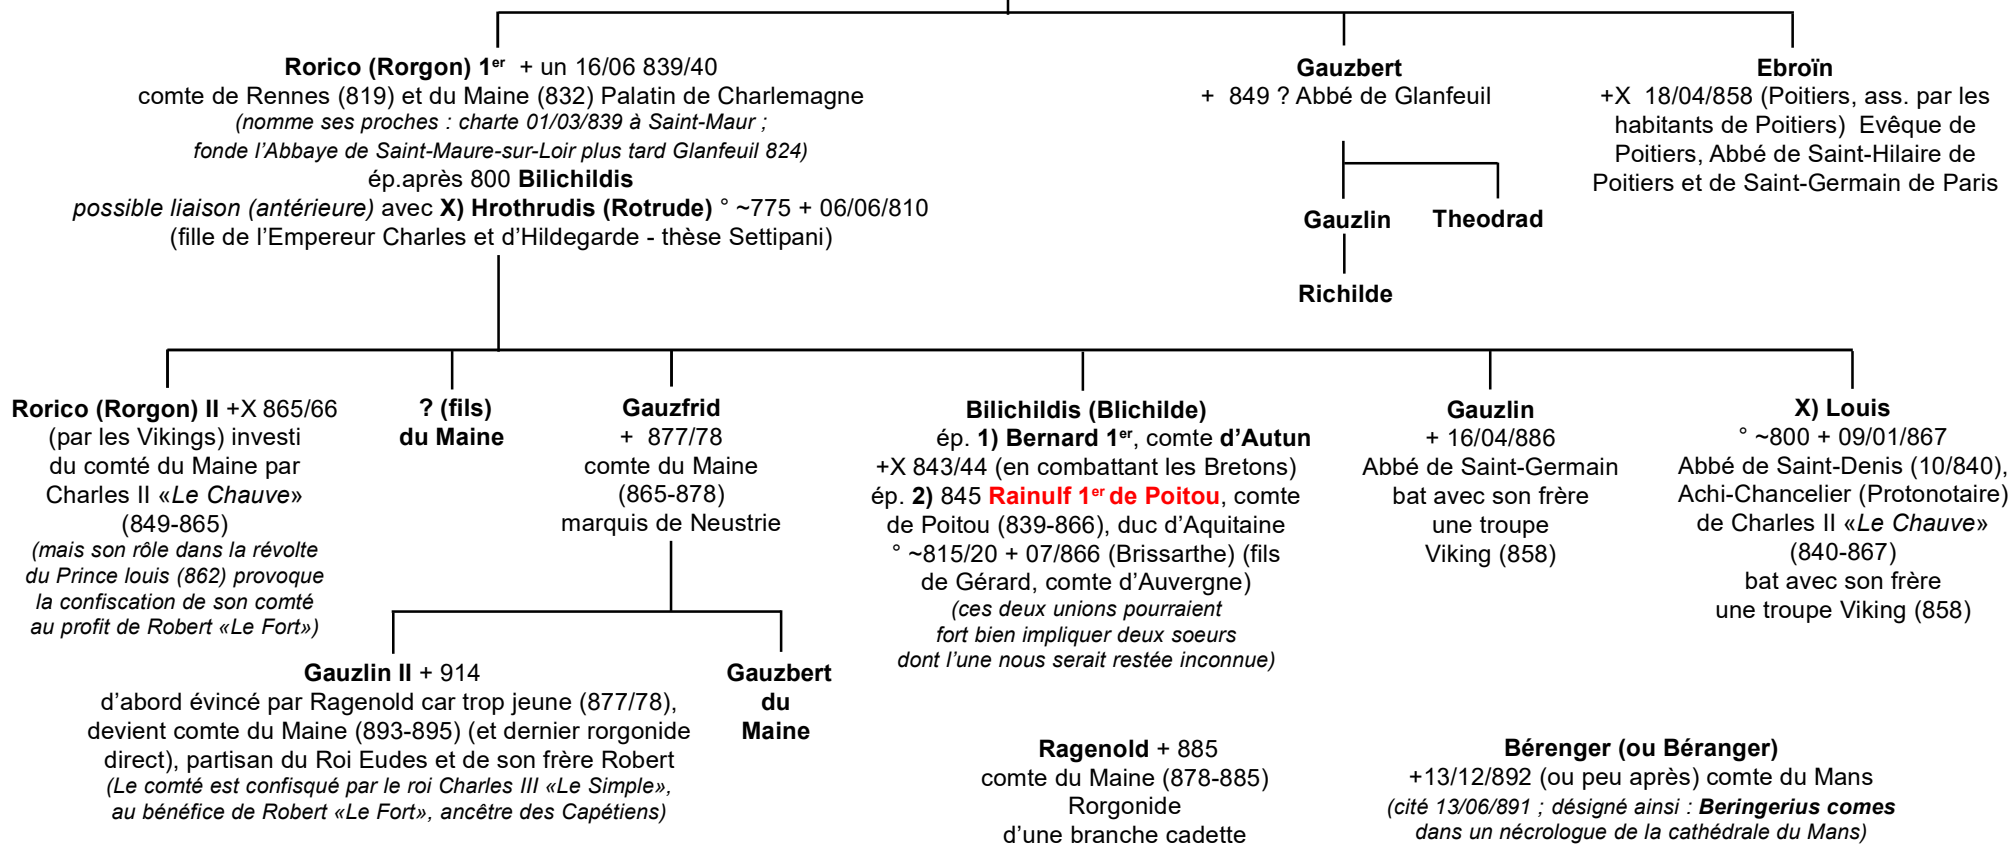 Rorico (Rorgon) 1er + un 16/06 839/40
comte de Rennes (819) et du Maine (832) Palatin de Charlemagne
(nomme ses proches : charte 01/03/839 à Saint-Maur ;
fonde l'Abbaye de Saint-Maure-sur-Loir plus tard Glanfeuil 824)
ép.après 800 Bilichildis
possible liaison (antérieure) avec X) Hrothrudis (Rotrude) ° ~775 + 06/06/810
(fille de l'Empereur Charles et d'Hildegarde - thèse Settipani)
Gauzbert
+ 849 ? Abbé de Glanfeuil
Ebroïn
+X 18/04/858 (Poitiers, ass. par les
habitants de Poitiers) Evêque de
Poitiers, Abbé de Saint-Hilaire de
Poitiers et de Saint-Germain de Paris
Gauzlin
Theodrad
Richilde
Rorico (Rorgon) II +X 865/66
(par les Vikings) investi
du comté du Maine par
Charles II «Le Chauve»
(849-865)
(mais son rôle dans la révolte
du Prince louis (862) provoque
la confiscation de son comté
au profit de Robert «Le Fort»)
? (fils)
du Maine
Gauzfrid
+ 877/78
comte du Maine
(865-878)
marquis de Neustrie
Bilichildis (Blichilde)
ép. 1) Bernard 1er, comte d'Autun
+X 843/44 (en combattant les Bretons)
ép. 2) 845 Rainulf 1er de Poitou, comte
de Poitou (839-866), duc d'Aquitaine
° ~815/20 + 07/866 (Brissarthe) (fils
de Gérard, comte d'Auvergne)
(ces deux unions pourraient
fort bien impliquer deux soeurs
dont l'une nous serait restée inconnue)
Gauzlin
+ 16/04/886
Abbé de Saint-Germain
bat avec son frère
une troupe
Viking (858)
X) Louis
° ~800 + 09/01/867
Abbé de Saint-Denis (10/840),
Achi-Chancelier (Protonotaire)
de Charles II «Le Chauve»
(840-867)
bat avec son frère
une troupe Viking (858)
Gauzlin II + 914
d'abord évincé par Ragenold car trop jeune (877/78),
devient comte du Maine (893-895) (et dernier rorgonide
direct), partisan du Roi Eudes et de son frère Robert
(Le comté est confisqué par le roi Charles III «Le Simple»,
au bénéfice de Robert «Le Fort», ancêtre des Capétiens)
Gauzbert
du
Maine
Ragenold + 885
comte du Maine (878-885)
Rorgonide
d'une branche cadette
Bérenger (ou Béranger)
+13/12/892 (ou peu après) comte du Mans
(cité 13/06/891 ; désigné ainsi : Beringerius comes
dans un nécrologue de la cathédrale du Mans)